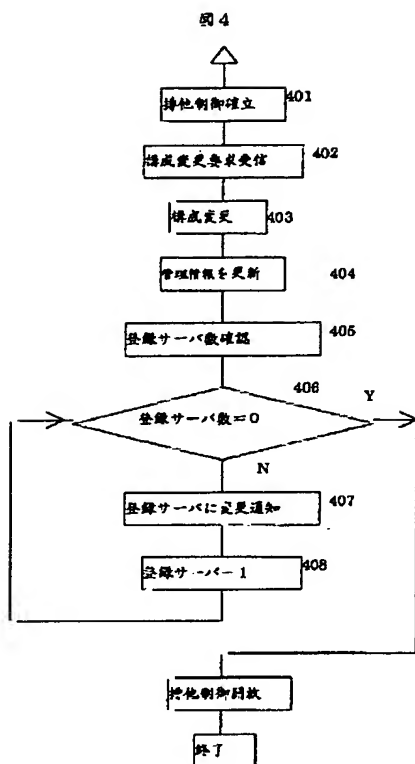 図4
排他制御確立
401
構成変更要求受信
402
構成変更
403
管理情報を更新
404
登録サーバ数確認
405
406
登録サーバ数=0
Y
N
登録サーバに変更通知
407
登録サーバー1
408
排他制御開放
終了